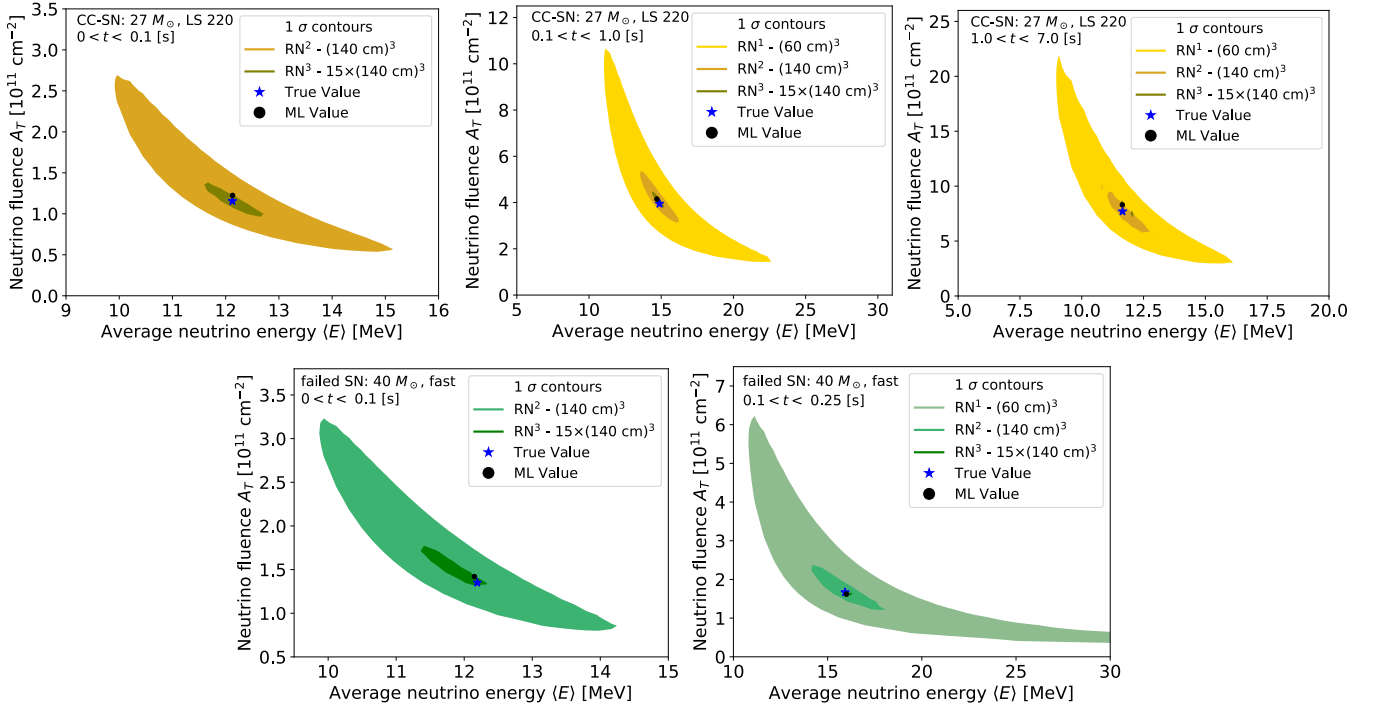 CC-SN: 27 M⊙, LS 220
0 < t < 0.1 [s]
1 σ contours
RN² - (140 cm)³
RN³ - 15×(140 cm)³
True Value
ML Value
3.5
3.0
2.5
2.0
1.5
1.0
0.5
0.0
Neutrino fluence A_T [10¹¹ cm⁻²]
9 10 11 12 13 14 15 16
Average neutrino energy ⟨E⟩ [MeV]
CC-SN: 27 M⊙, LS 220
0.1 < t < 1.0 [s]
1 σ contours
RN¹ - (60 cm)³
RN² - (140 cm)³
RN³ - 15×(140 cm)³
True Value
ML Value
12
10
8
6
4
2
0
Neutrino fluence A_T [10¹¹ cm⁻²]
5 10 15 20 25 30
Average neutrino energy ⟨E⟩ [MeV]
CC-SN: 27 M⊙, LS 220
1.0 < t < 7.0 [s]
1 σ contours
RN¹ - (60 cm)³
RN² - (140 cm)³
RN³ - 15×(140 cm)³
True Value
ML Value
25
20
15
10
5
0
Neutrino fluence A_T [10¹¹ cm⁻²]
5.0 7.5 10.0 12.5 15.0 17.5 20.0
Average neutrino energy ⟨E⟩ [MeV]
failed SN: 40 M⊙, fast
0 < t < 0.1 [s]
1 σ contours
RN² - (140 cm)³
RN³ - 15×(140 cm)³
True Value
ML Value
3.5
3.0
2.5
2.0
1.5
1.0
0.5
Neutrino fluence A_T [10¹¹ cm⁻²]
10 11 12 13 14 15
Average neutrino energy ⟨E⟩ [MeV]
failed SN: 40 M⊙, fast
0.1 < t < 0.25 [s]
1 σ contours
RN¹ - (60 cm)³
RN² - (140 cm)³
RN³ - 15×(140 cm)³
True Value
ML Value
7
6
5
4
3
2
1
0
Neutrino fluence A_T [10¹¹ cm⁻²]
10 15 20 25 30
Average neutrino energy ⟨E⟩ [MeV]